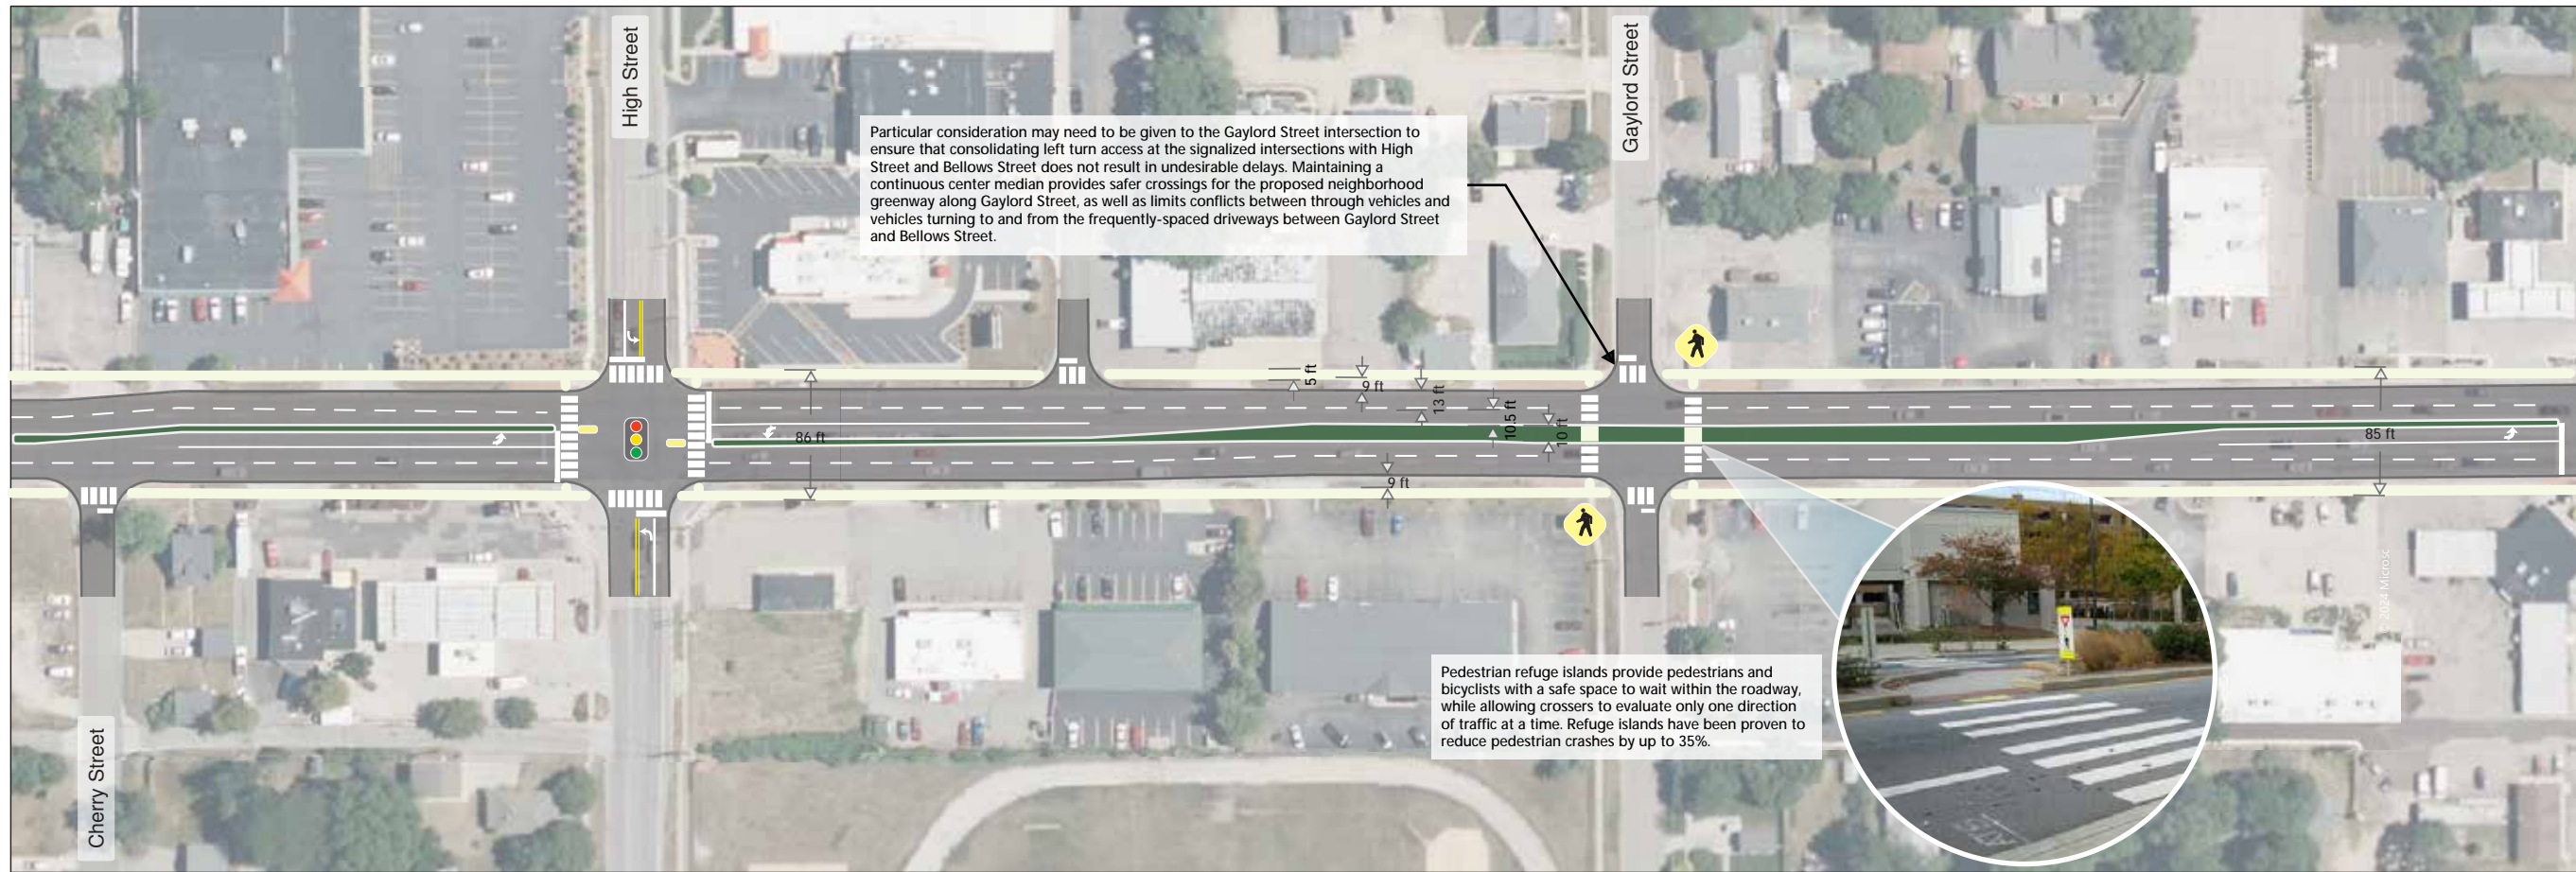 High Street
Gaylord Street
Particular consideration may need to be given to the Gaylord Street intersection to
ensure that consolidating left turn access at the signalized intersections with High
Street and Bellows Street does not result in undesirable delays. Maintaining a
continuous center median provides safer crossings for the proposed neighborhood
greenway along Gaylord Street, as well as limits conflicts between through vehicles and
vehicles turning to and from the frequently-spaced driveways between Gaylord Street
and Bellows Street.
5 ft
9 ft
13 ft
10.5 ft
10 ft
86 ft
85 ft
9 ft
2024 Microsc
Pedestrian refuge islands provide pedestrians and
bicyclists with a safe space to wait within the roadway,
while allowing crossers to evaluate only one direction
of traffic at a time. Refuge islands have been proven to
reduce pedestrian crashes by up to 35%.
Cherry Street